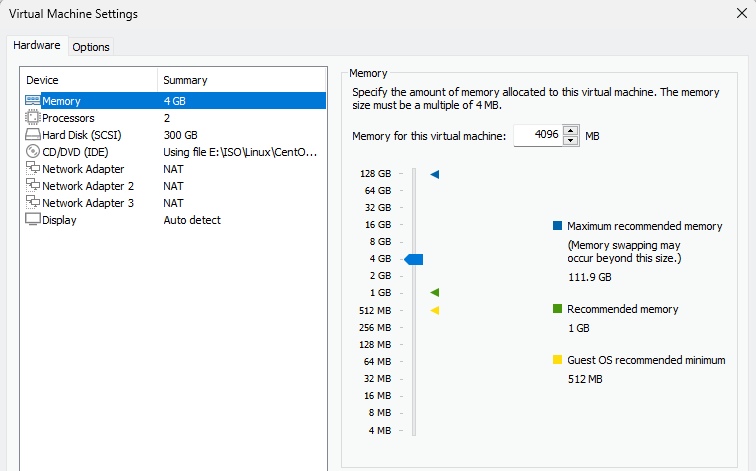 Virtual Machine Settings
Hardware Options
Device Summary
Memory 4 GB
Processors 2
Hard Disk (SCSI) 300 GB
CD/DVD (IDE) Using file E:\ISO\Linux\CentO...
Network Adapter NAT
Network Adapter 2 NAT
Network Adapter 3 NAT
Display Auto detect
Memory
Specify the amount of memory allocated to this virtual machine. The memory
size must be a multiple of 4 MB.
Memory for this virtual machine: 4096 MB
128 GB
64 GB
32 GB
16 GB
8 GB
4 GB
2 GB
1 GB
512 MB
256 MB
128 MB
64 MB
32 MB
16 MB
8 MB
4 MB
Maximum recommended memory
(Memory swapping may
occur beyond this size.)
111.9 GB
Recommended memory
1 GB
Guest OS recommended minimum
512 MB